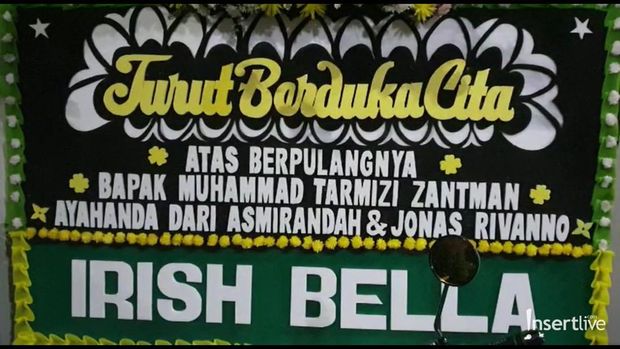 Turut Berduka Cita
ATAS BERPULANGNYA
BAPAK MUHAMMAD TARMIZI ZANTMAN
AYAHANDA DARI ASMIRANDAH & JONAS RIVANNO
IRISH BELLA
Insertlive